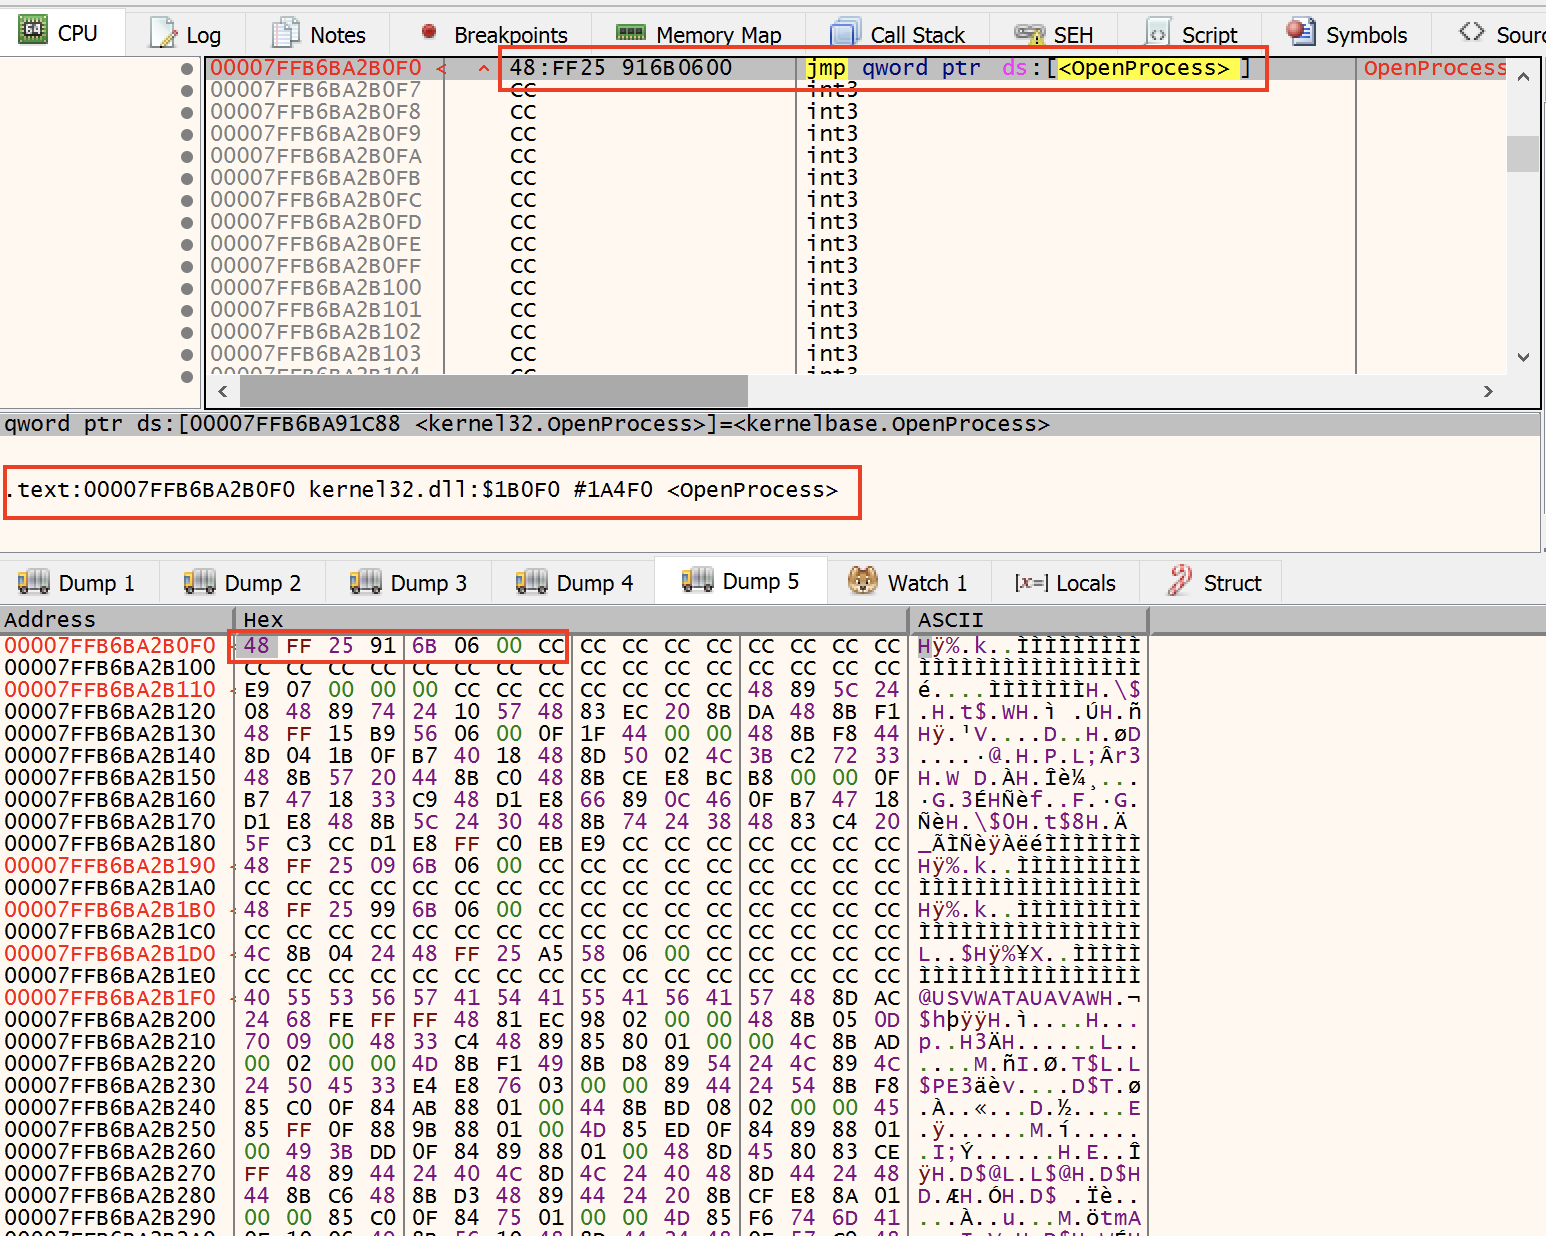 CPU Log Notes Breakpoints Memory Map Call Stack SEH Script Symbols Sour
00007FFB6BA2B0F0 < ^ 48:FF25 916B0600 jmp qword ptr ds:[<OpenProcess>] OpenProcess
00007FFB6BA2B0F7 CC int3
00007FFB6BA2B0F8 CC int3
00007FFB6BA2B0F9 CC int3
00007FFB6BA2B0FA CC int3
00007FFB6BA2B0FB CC int3
00007FFB6BA2B0FC CC int3
00007FFB6BA2B0FD CC int3
00007FFB6BA2B0FE CC int3
00007FFB6BA2B0FF CC int3
00007FFB6BA2B100 CC int3
00007FFB6BA2B101 CC int3
00007FFB6BA2B102 CC int3
00007FFB6BA2B103 CC int3
00007FFB6BA2B104 CC int3
qword ptr ds:[00007FFB6BA91C88 <kernel32.OpenProcess>]=<kernelbase.OpenProcess>
.text:00007FFB6BA2B0F0 kernel32.dll:$1B0F0 #1A4F0 <OpenProcess>
Dump 1 Dump 2 Dump 3 Dump 4 Dump 5 Watch 1 [x=] Locals Struct
Address Hex ASCII
00007FFB6BA2B0F0 48 FF 25 91 6B 06 00 CC CC CC CC CC CC CC CC CC Hÿ%.k..ÌÌÌÌÌÌÌÌÌ
00007FFB6BA2B100 CC CC CC CC CC CC CC CC CC CC CC CC CC CC CC CC ÌÌÌÌÌÌÌÌÌÌÌÌÌÌÌÌ
00007FFB6BA2B110 E9 07 00 00 00 CC CC CC CC CC CC CC 48 89 5C 24 é....ÌÌÌÌÌÌÌH.\$
00007FFB6BA2B120 08 48 89 74 24 10 57 48 83 EC 20 8B DA 48 8B F1 .H.t$.WH.ì .ÚH.ñ
00007FFB6BA2B130 48 FF 15 B9 56 06 00 0F 1F 44 00 00 48 8B F8 44 Hÿ.¹V....D..H.øD
00007FFB6BA2B140 8D 04 1B 0F B7 40 18 48 8D 50 02 4C 3B C2 72 33 ....·@.H.P.L;Âr3
00007FFB6BA2B150 48 8B 57 20 44 8B C0 48 8B CE E8 BC B8 00 00 0F H.W D.ÀH.Îè¼¸...
00007FFB6BA2B160 B7 47 18 33 C9 48 D1 E8 66 89 0C 46 0F B7 47 18 ·G.3ÉHÑèf..F.·G.
00007FFB6BA2B170 D1 E8 48 8B 5C 24 30 48 8B 74 24 38 48 83 C4 20 ÑèH.\$0H.t$8H.Ä
00007FFB6BA2B180 5F C3 CC D1 E8 FF C0 EB E9 CC CC CC CC CC CC CC _ÃÌÑèÿÀëéÌÌÌÌÌÌÌ
00007FFB6BA2B190 48 FF 25 09 6B 06 00 CC CC CC CC CC CC CC CC CC Hÿ%.k..ÌÌÌÌÌÌÌÌÌ
00007FFB6BA2B1A0 CC CC CC CC CC CC CC CC CC CC CC CC CC CC CC CC ÌÌÌÌÌÌÌÌÌÌÌÌÌÌÌÌ
00007FFB6BA2B1B0 48 FF 25 99 6B 06 00 CC CC CC CC CC CC CC CC CC Hÿ%.k..ÌÌÌÌÌÌÌÌÌ
00007FFB6BA2B1C0 CC CC CC CC CC CC CC CC CC CC CC CC CC CC CC CC ÌÌÌÌÌÌÌÌÌÌÌÌÌÌÌÌ
00007FFB6BA2B1D0 4C 8B 04 24 48 FF 25 A5 58 06 00 CC CC CC CC CC L..$Hÿ%¥X..ÌÌÌÌÌ
00007FFB6BA2B1E0 CC CC CC CC CC CC CC CC CC CC CC CC CC CC CC CC ÌÌÌÌÌÌÌÌÌÌÌÌÌÌÌÌ
00007FFB6BA2B1F0 40 55 53 56 57 41 54 41 55 41 56 41 57 48 8D AC @USVWATAUAVAWH.¬
00007FFB6BA2B200 24 68 FE FF FF 48 81 EC 98 02 00 00 48 8B 05 0D $hþÿÿH.ì....H...
00007FFB6BA2B210 70 09 00 48 33 C4 48 89 85 80 01 00 00 4C 8B AD p..H3ÄH......L..
00007FFB6BA2B220 00 02 00 00 4D 8B F1 49 8B D8 89 54 24 4C 89 4C ....M.ñI.Ø.T$L.L
00007FFB6BA2B230 24 50 45 33 E4 E8 76 03 00 00 89 44 24 54 8B F8 $PE3äèv....D$T.ø
00007FFB6BA2B240 85 C0 0F 84 AB 88 01 00 44 8B BD 08 02 00 00 45 .À..«...D.½....E
00007FFB6BA2B250 85 FF 0F 88 9B 88 01 00 4D 85 ED 0F 84 89 88 01 .ÿ......M.í.....
00007FFB6BA2B260 00 49 3B DD 0F 84 89 88 01 00 48 8D 45 80 83 CE .I;Ý......H.E..Î
00007FFB6BA2B270 FF 48 89 44 24 40 4C 8D 4C 24 40 48 8D 44 24 48 ÿH.D$@L.L$@H.D$H
00007FFB6BA2B280 44 8B C6 48 8B D3 48 89 44 24 20 8B CF E8 8A 01 D.ÆH.ÓH.D$ .Ïè..
00007FFB6BA2B290 00 00 85 C0 0F 84 75 01 00 00 4D 85 F6 74 6D 41 ...À..u...M.ötmA